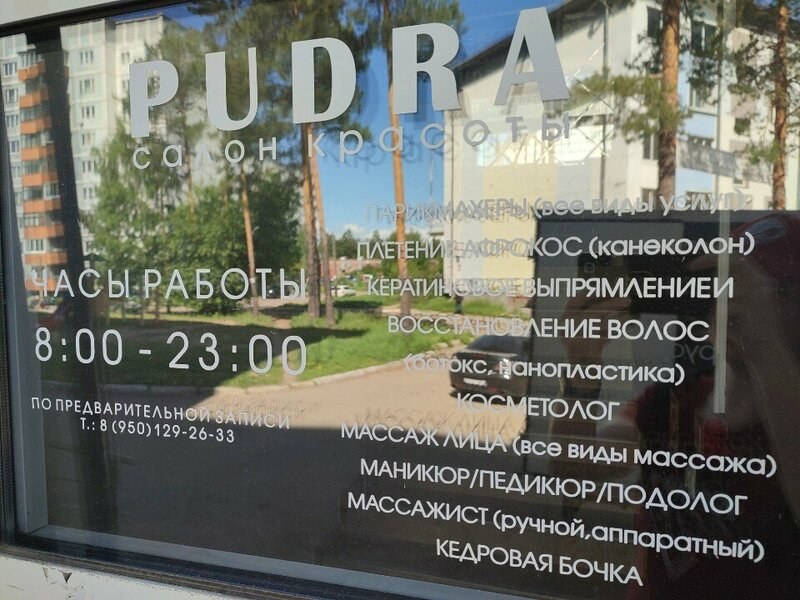 PUDRA
салон красоты
ЧАСЫ РАБОТЫ
8:00 - 23:00
ПО ПРЕДВАРИТЕЛЬНОЙ ЗАПИСИ
Т.: 8 (950) 129-26-33
ПАРИКМАХЕРЫ (все виды услуг)
ПЛЕТЕНИЕ АФРОКОС (канеколон)
КЕРАТИНОВОЕ ВЫПРЯМЛЕНИЕ И
ВОССТАНОВЛЕНИЕ ВОЛОС
(ботокс, нанопластика)
КОСМЕТОЛОГ
МАССАЖ ЛИЦА (все виды массажа)
МАНИКЮР/ПЕДИКЮР/ПОДОЛОГ
МАССАЖИСТ (ручной,аппаратный)
КЕДРОВАЯ БОЧКА